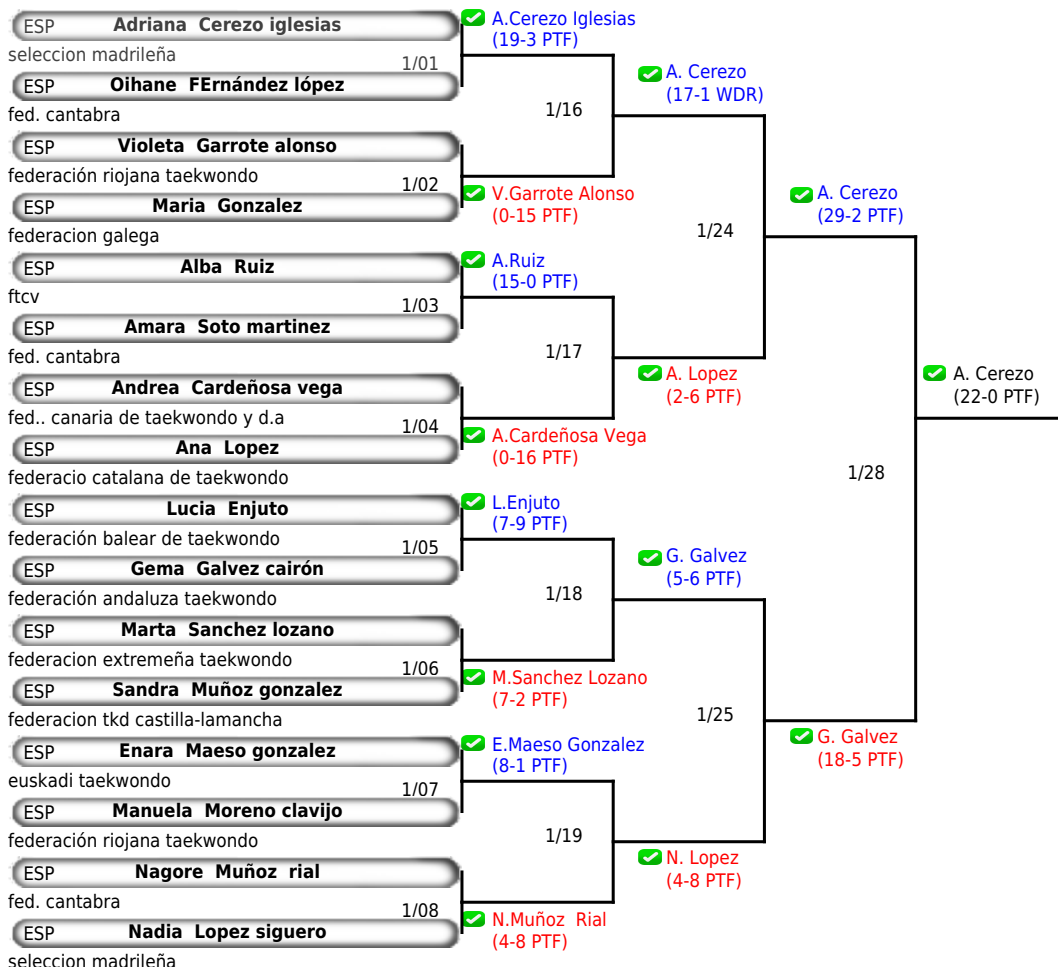 ESP Adriana Cerezo iglesias
seleccion madrileña
1/01
ESP Oihane FErnández lópez
fed. cantabra
ESP Violeta Garrote alonso
federación riojana taekwondo
1/02
ESP Maria Gonzalez
federacion galega
ESP Alba Ruiz
ftcv
1/03
ESP Amara Soto martinez
fed. cantabra
ESP Andrea Cardeñosa vega
fed.. canaria de taekwondo y d.a
1/04
ESP Ana Lopez
federacio catalana de taekwondo
ESP Lucia Enjuto
federación balear de taekwondo
1/05
ESP Gema Galvez cairón
federación andaluza taekwondo
ESP Marta Sanchez lozano
federacion extremeña taekwondo
1/06
ESP Sandra Muñoz gonzalez
federacion tkd castilla-lamancha
ESP Enara Maeso gonzalez
euskadi taekwondo
1/07
ESP Manuela Moreno clavijo
federación riojana taekwondo
ESP Nagore Muñoz rial
fed. cantabra
1/08
ESP Nadia Lopez siguero
seleccion madrileña
A.Cerezo Iglesias
(19-3 PTF)
1/16
V.Garrote Alonso
(0-15 PTF)
A.Ruiz
(15-0 PTF)
1/17
A.Cardeñosa Vega
(0-16 PTF)
L.Enjuto
(7-9 PTF)
1/18
M.Sanchez Lozano
(7-2 PTF)
E.Maeso Gonzalez
(8-1 PTF)
1/19
N.Muñoz Rial
(4-8 PTF)
A. Cerezo
(17-1 WDR)
1/24
A. Lopez
(2-6 PTF)
G. Galvez
(5-6 PTF)
1/25
N. Lopez
(4-8 PTF)
A. Cerezo
(29-2 PTF)
1/28
G. Galvez
(18-5 PTF)
A. Cerezo
(22-0 PTF)